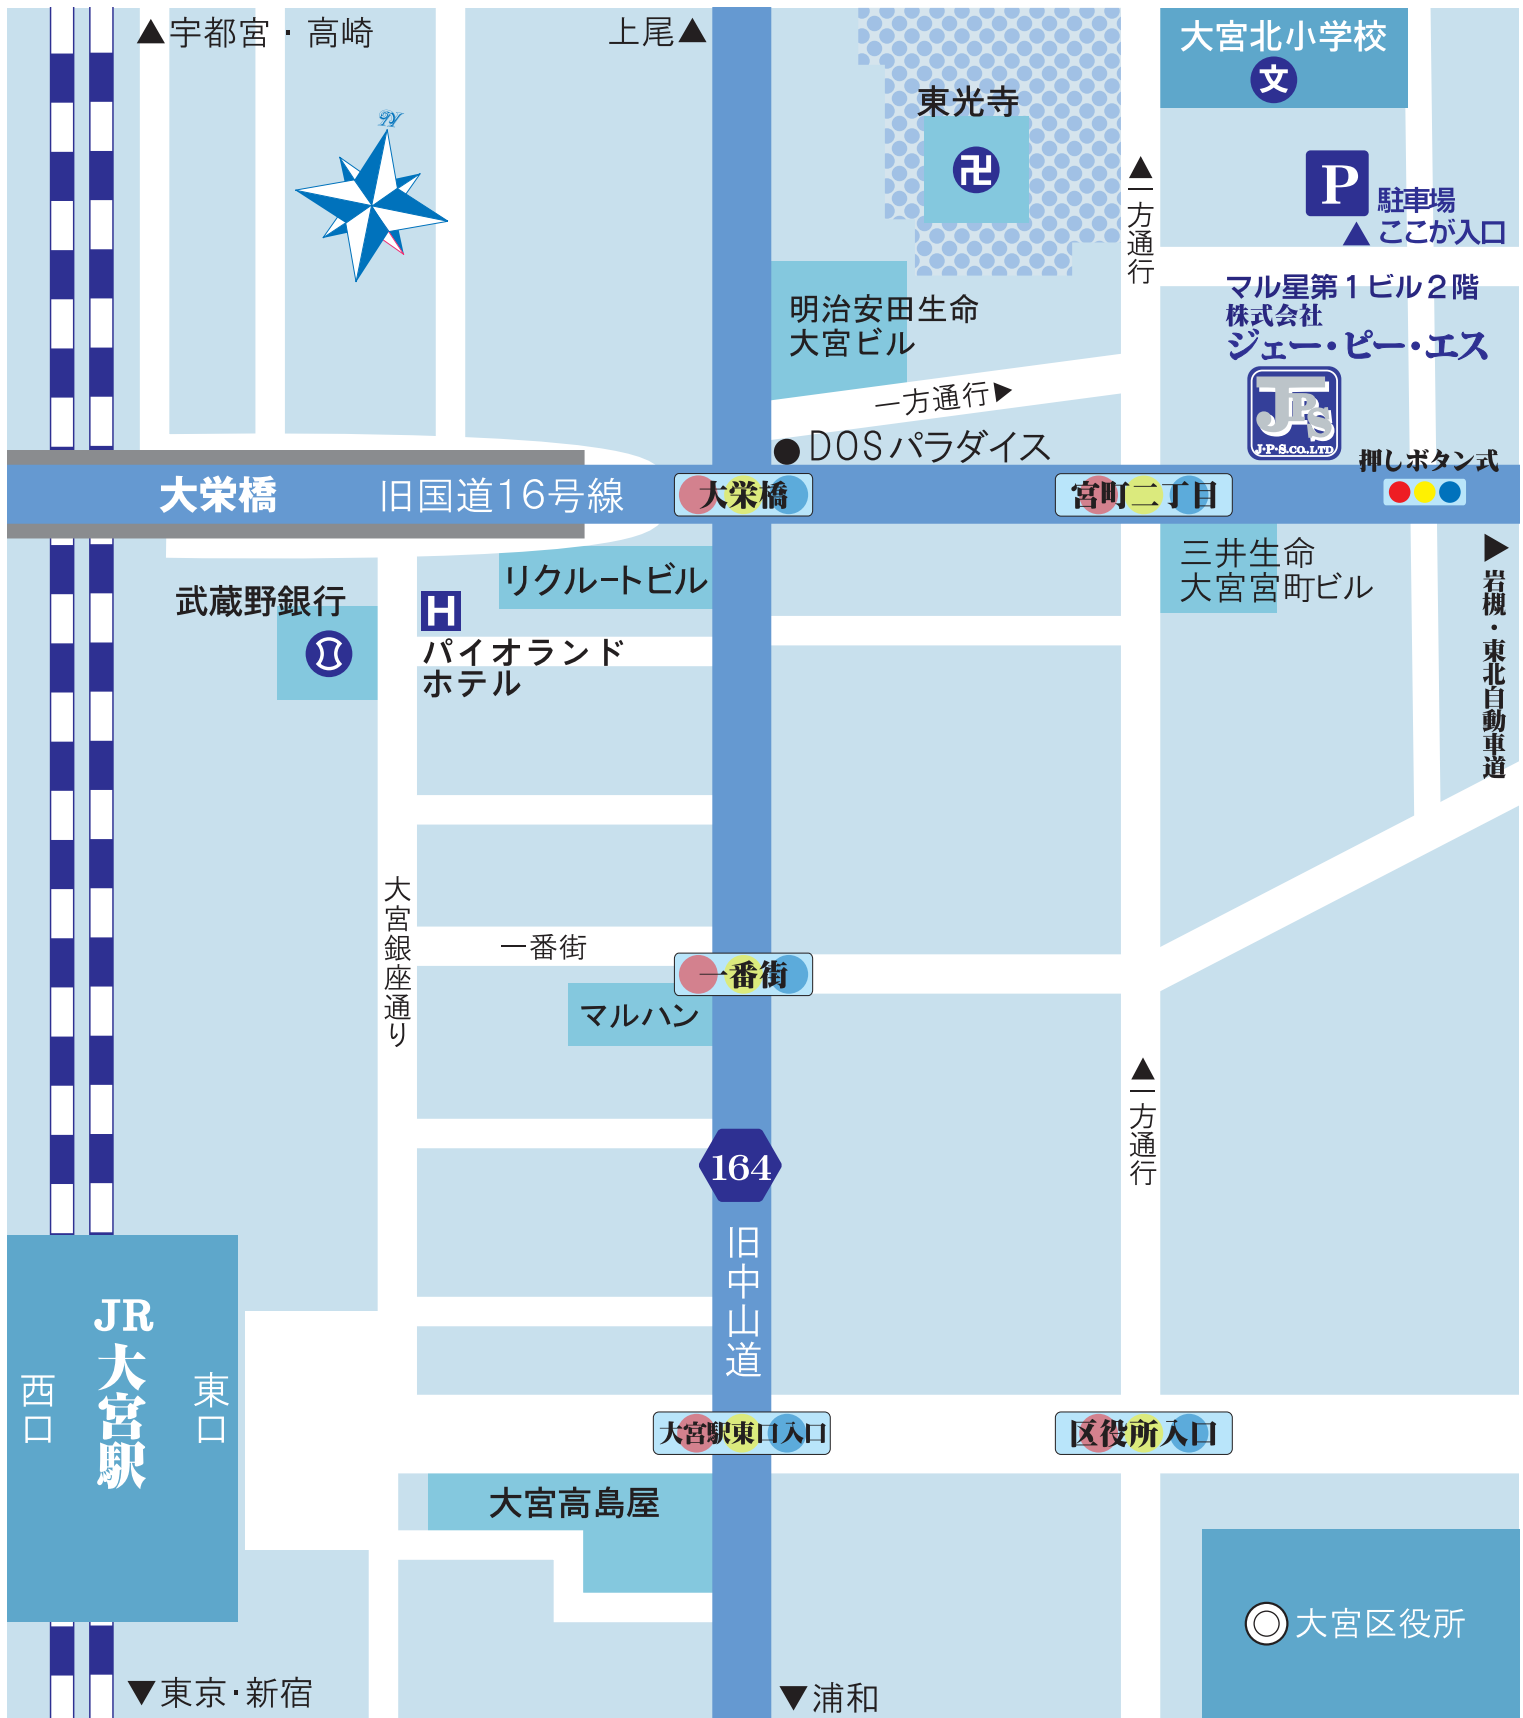 ▲宇都宮・高崎
上尾▲
大宮北小学校
文
N
東光寺
卍
▲一方通行
P
駐車場
▲ここが入口
マル星第1ビル2階
株式会社
ジェー・ピー・エス
JPS
J・P・S.CO.,LTD
明治安田生命
大宮ビル
一方通行▶
●DOSパラダイス
押しボタン式
大栄橋
旧国道16号線
大栄橋
宮町二丁目
三井生命
大宮宮町ビル
▶岩槻・東北自動車道
リクルートビル
武蔵野銀行
H
パイオランド
ホテル
大宮銀座通り
一番街
一番街
マルハン
▲一方通行
164
旧中山道
JR
大宮駅
西口
東口
大宮駅東口入口
区役所入口
大宮高島屋
◎大宮区役所
▼東京・新宿
▼浦和